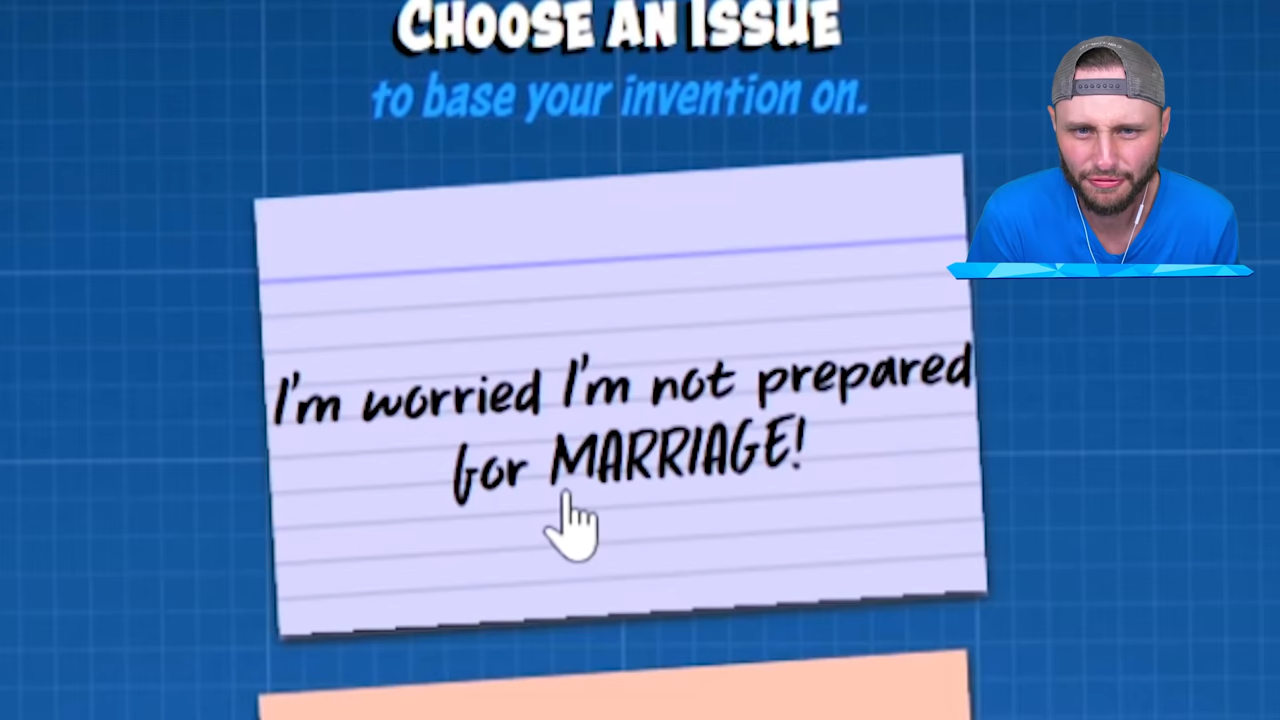 CHOOSE AN ISSUE
to base your invention on.
I'm worried I'm not prepared
for MARRIAGE!